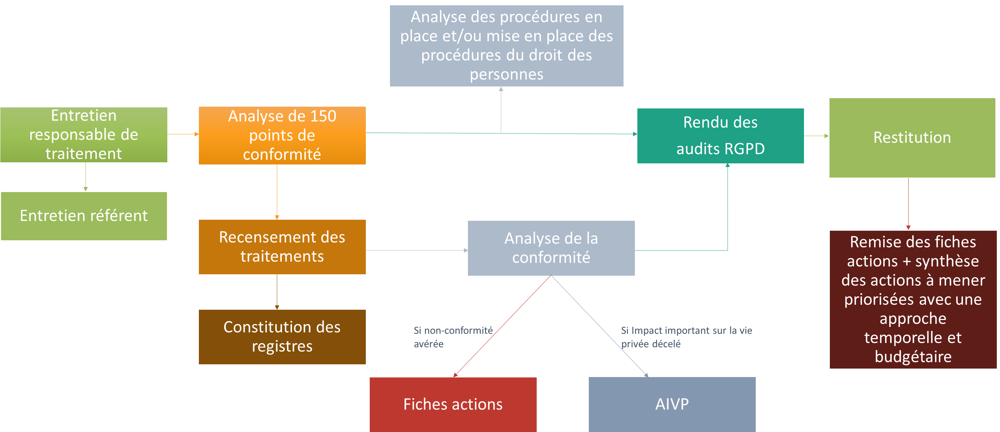 Analyse des procédures en
place et/ou mise en place des
procédures du droit des
personnes
Entretien
responsable de
traitement
Analyse de 150
points de
conformité
Rendu des
audits RGPD
Restitution
Entretien référent
Recensement des
traitements
Analyse de la
conformité
Remise des fiches
actions + synthèse
des actions à mener
priorisées avec une
approche
temporelle et
budgétaire
Constitution des
registres
Si non-conformité
avérée
Si Impact important sur la vie
privée décelé
Fiches actions
AIVP